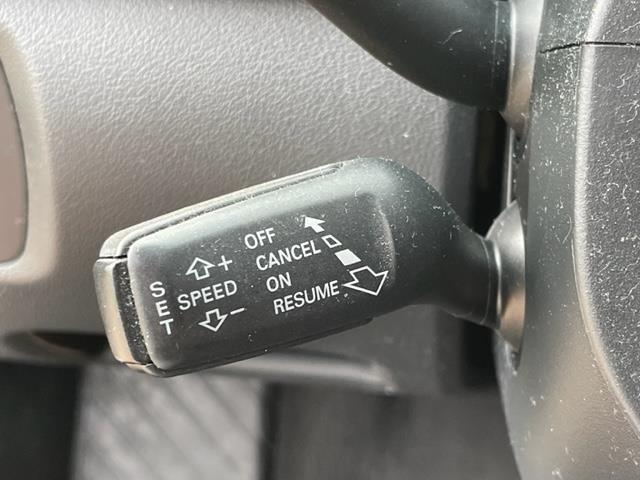 OFF
CANCEL
ON
RESUME
SPEED
+
-
SET